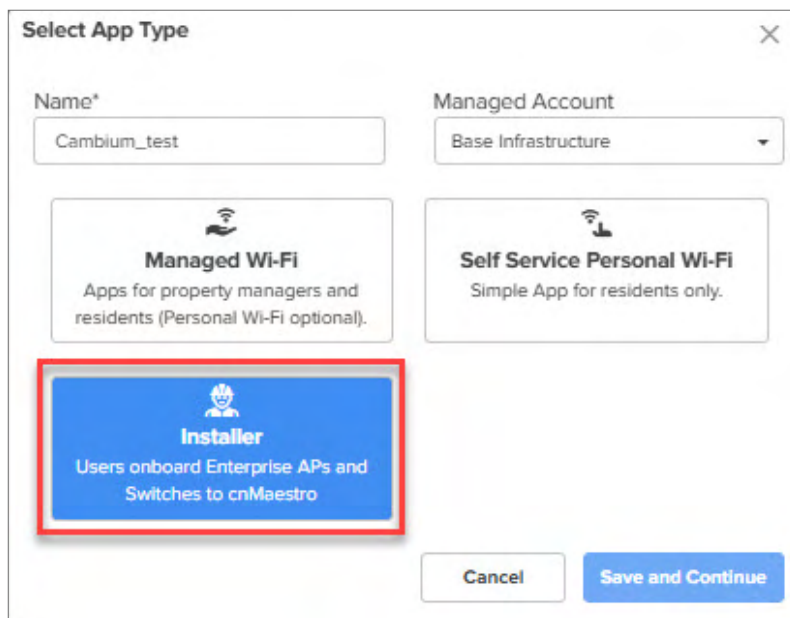 Select App Type
Name*
Managed Account
Cambium_test
Base Infrastructure
Managed Wi-Fi
Apps for property managers and
residents (Personal Wi-Fi optional).
Self Service Personal Wi-Fi
Simple App for residents only.
Installer
Users onboard Enterprise APs and
Switches to cnMaestro
Cancel
Save and Continue